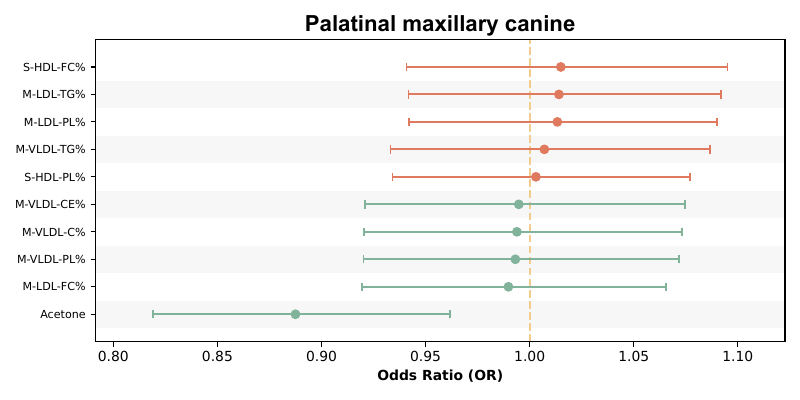 Palatinal maxillary canine
S-HDL-FC%
M-LDL-TG%
M-LDL-PL%
M-VLDL-TG%
S-HDL-PL%
M-VLDL-CE%
M-VLDL-C%
M-VLDL-PL%
M-LDL-FC%
Acetone
0.80 0.85 0.90 0.95 1.00 1.05 1.10
Odds Ratio (OR)